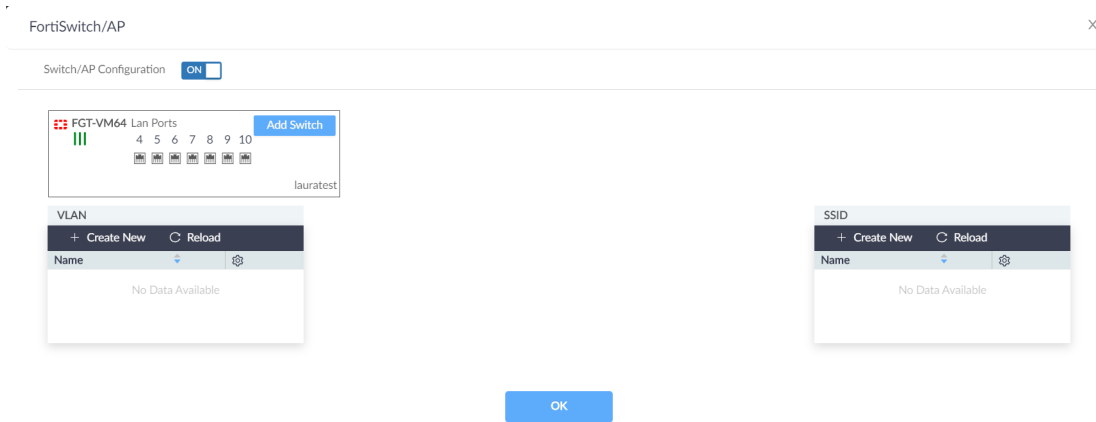 FortiSwitch/AP
Switch/AP Configuration ON
FGT-VM64 Lan Ports Add Switch
4 5 6 7 8 9 10
lauratest
VLAN
+ Create New Reload
Name
No Data Available
SSID
+ Create New Reload
Name
No Data Available
OK